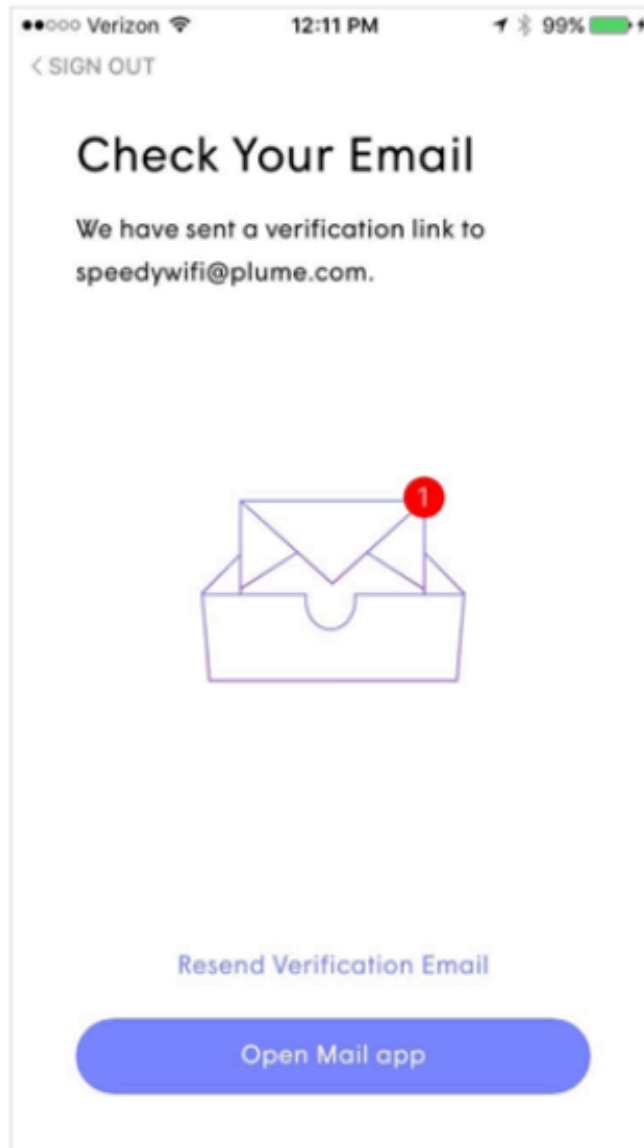 Verizon 12:11 PM 99%
< SIGN OUT
Check Your Email
We have sent a verification link to
speedywifi@plume.com.
1
Resend Verification Email
Open Mail app